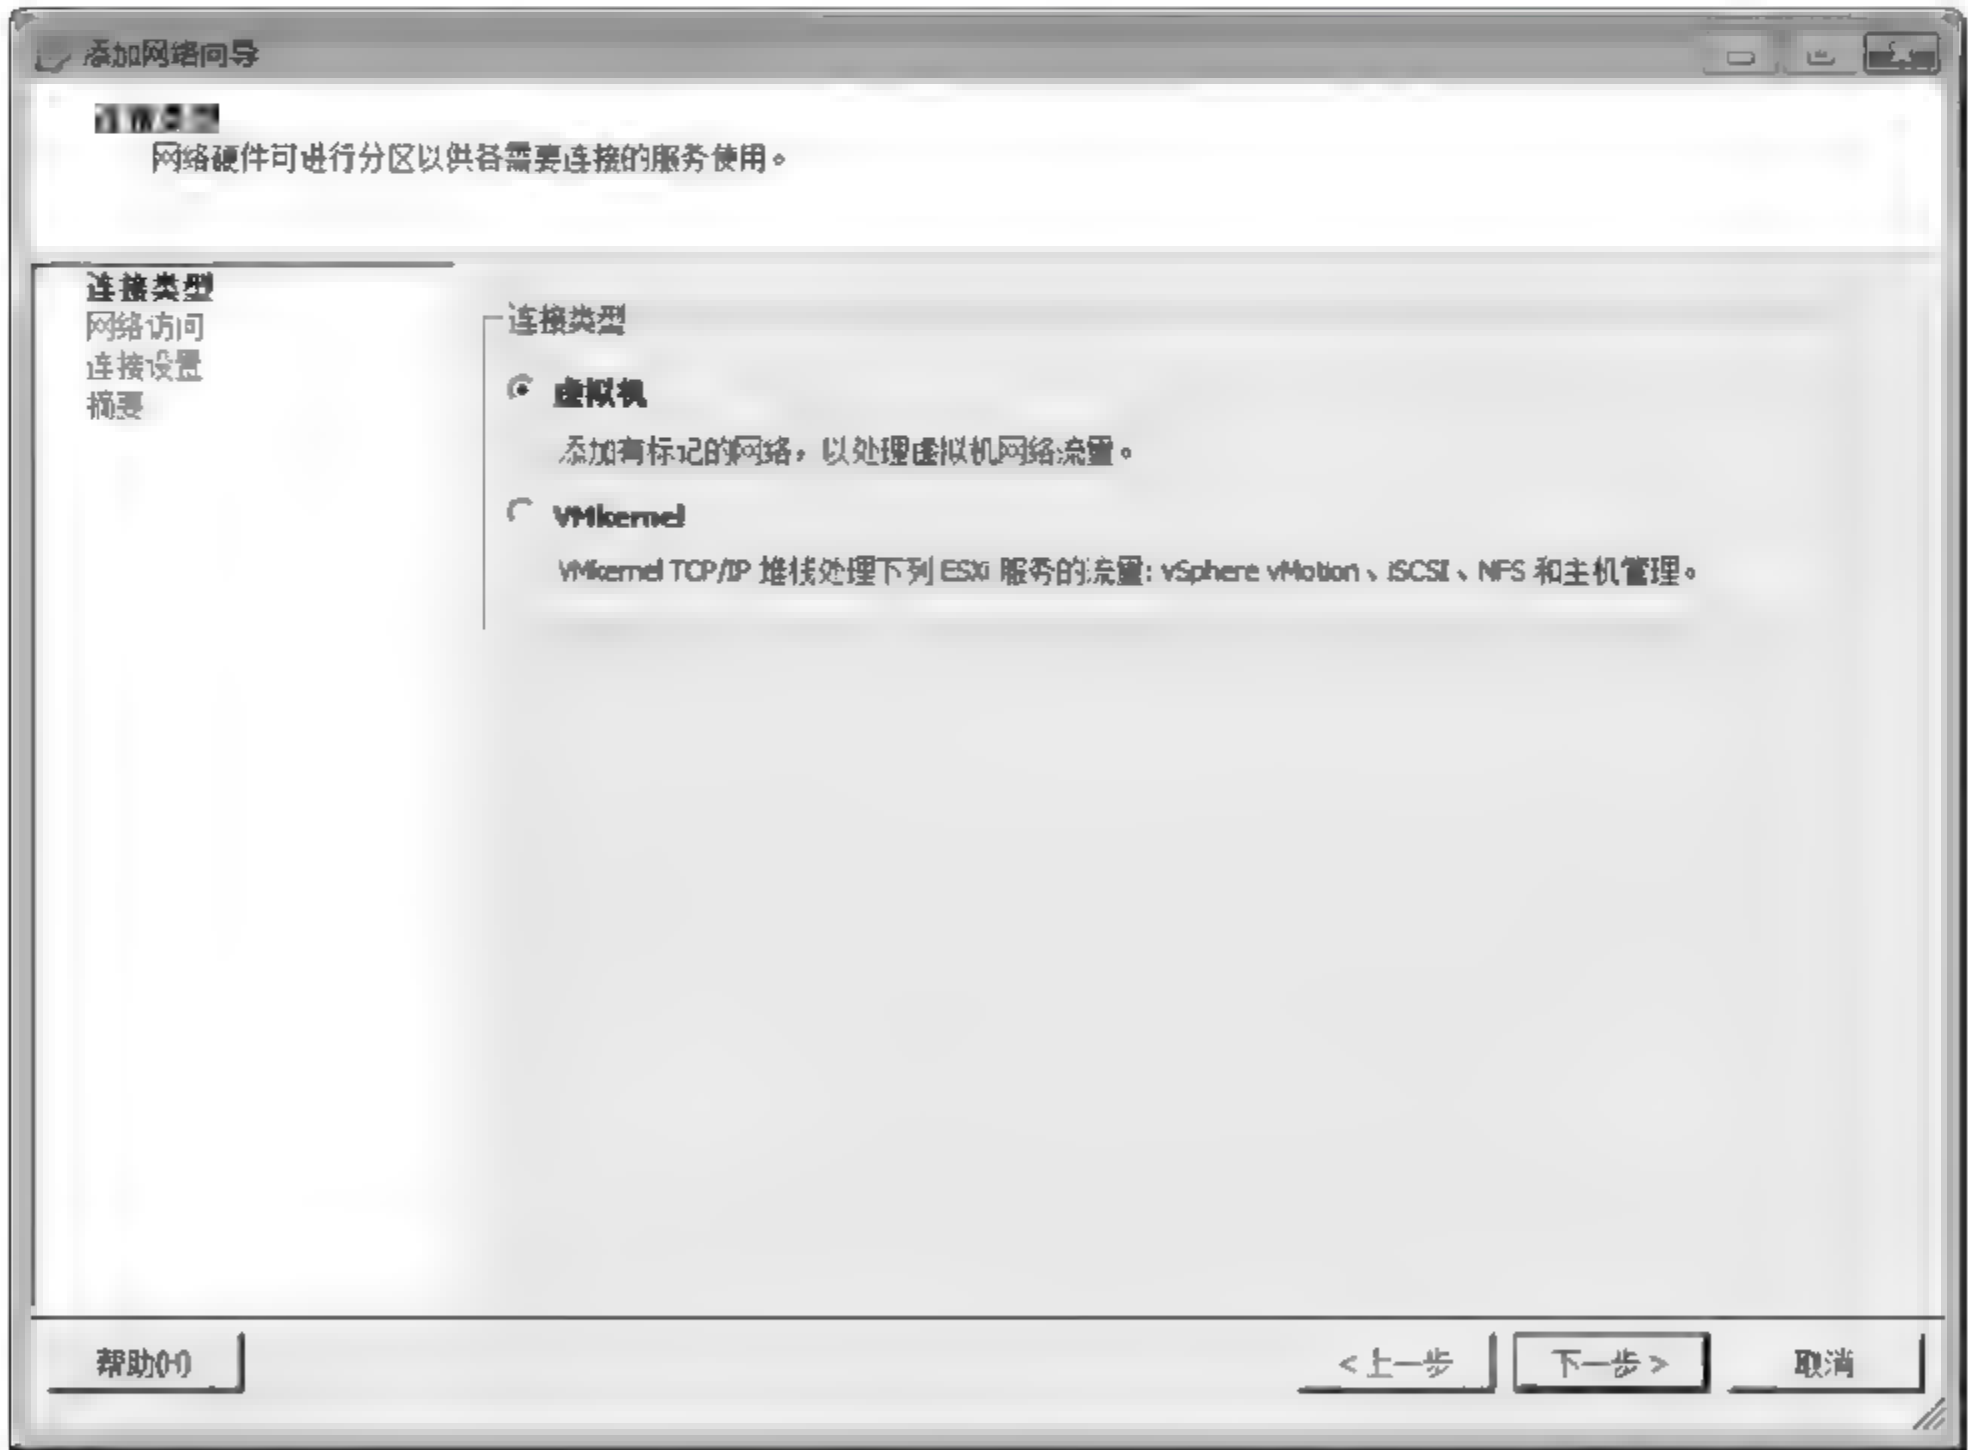 添加网络向导
连接类型
网络硬件可进行分区以供各需要连接的服务使用。
连接类型
网络访问
连接设置
摘要
连接类型
虚拟机
添加有标记的网络，以处理虚拟机网络流量。
VMkernel
VMkernel TCP/IP 堆栈处理下列 ESXi 服务的流量: vSphere vMotion、iSCSI、NFS 和主机管理。
帮助(H)
< 上一步
下一步 >
取消